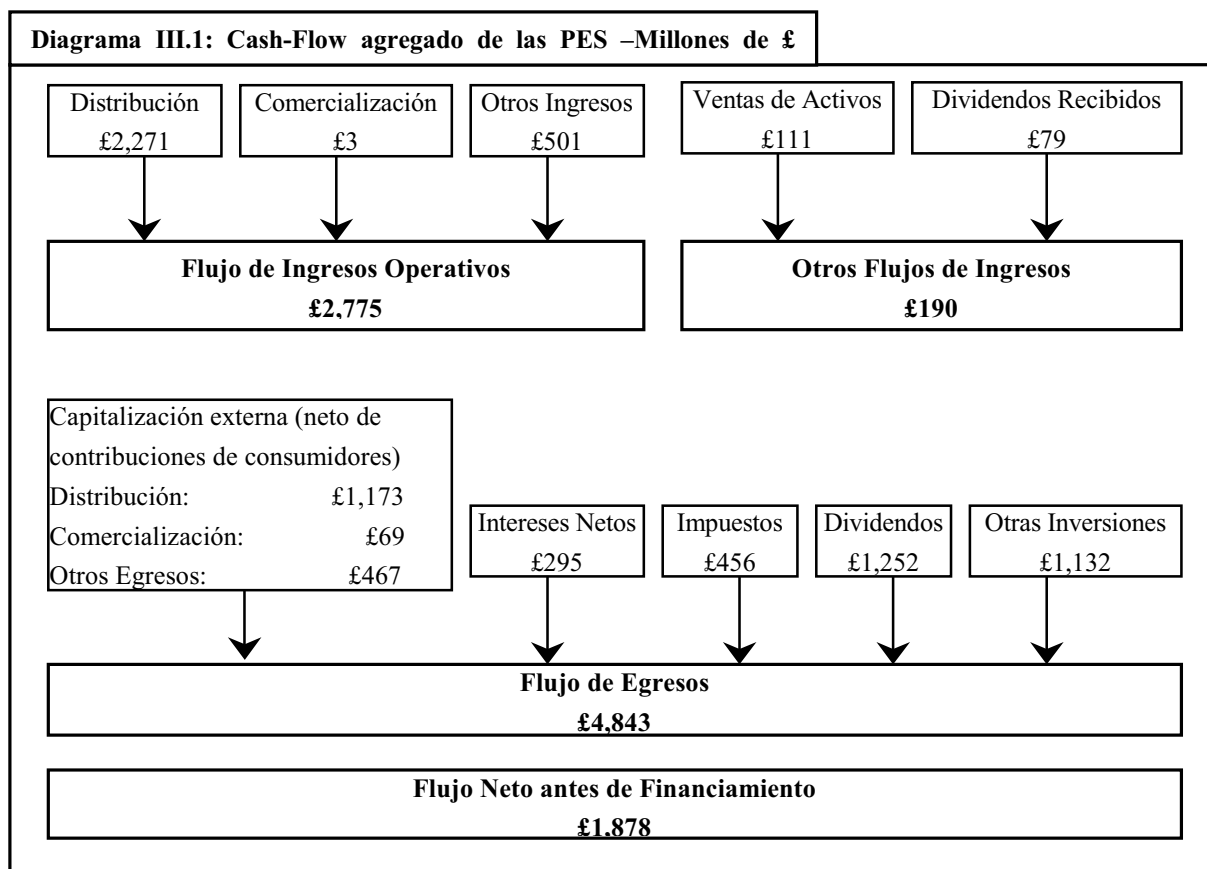 Diagrama III.1: Cash-Flow agregado de las PES –Millones de £
Distribución
£2,271
Comercialización
£3
Otros Ingresos
£501
Ventas de Activos
£111
Dividendos Recibidos
£79
Flujo de Ingresos Operativos
£2,775
Otros Flujos de Ingresos
£190
Capitalización externa (neto de
contribuciones de consumidores)
Distribución: £1,173
Comercialización: £69
Otros Egresos: £467
Intereses Netos
£295
Impuestos
£456
Dividendos
£1,252
Otras Inversiones
£1,132
Flujo de Egresos
£4,843
Flujo Neto antes de Financiamiento
£1,878